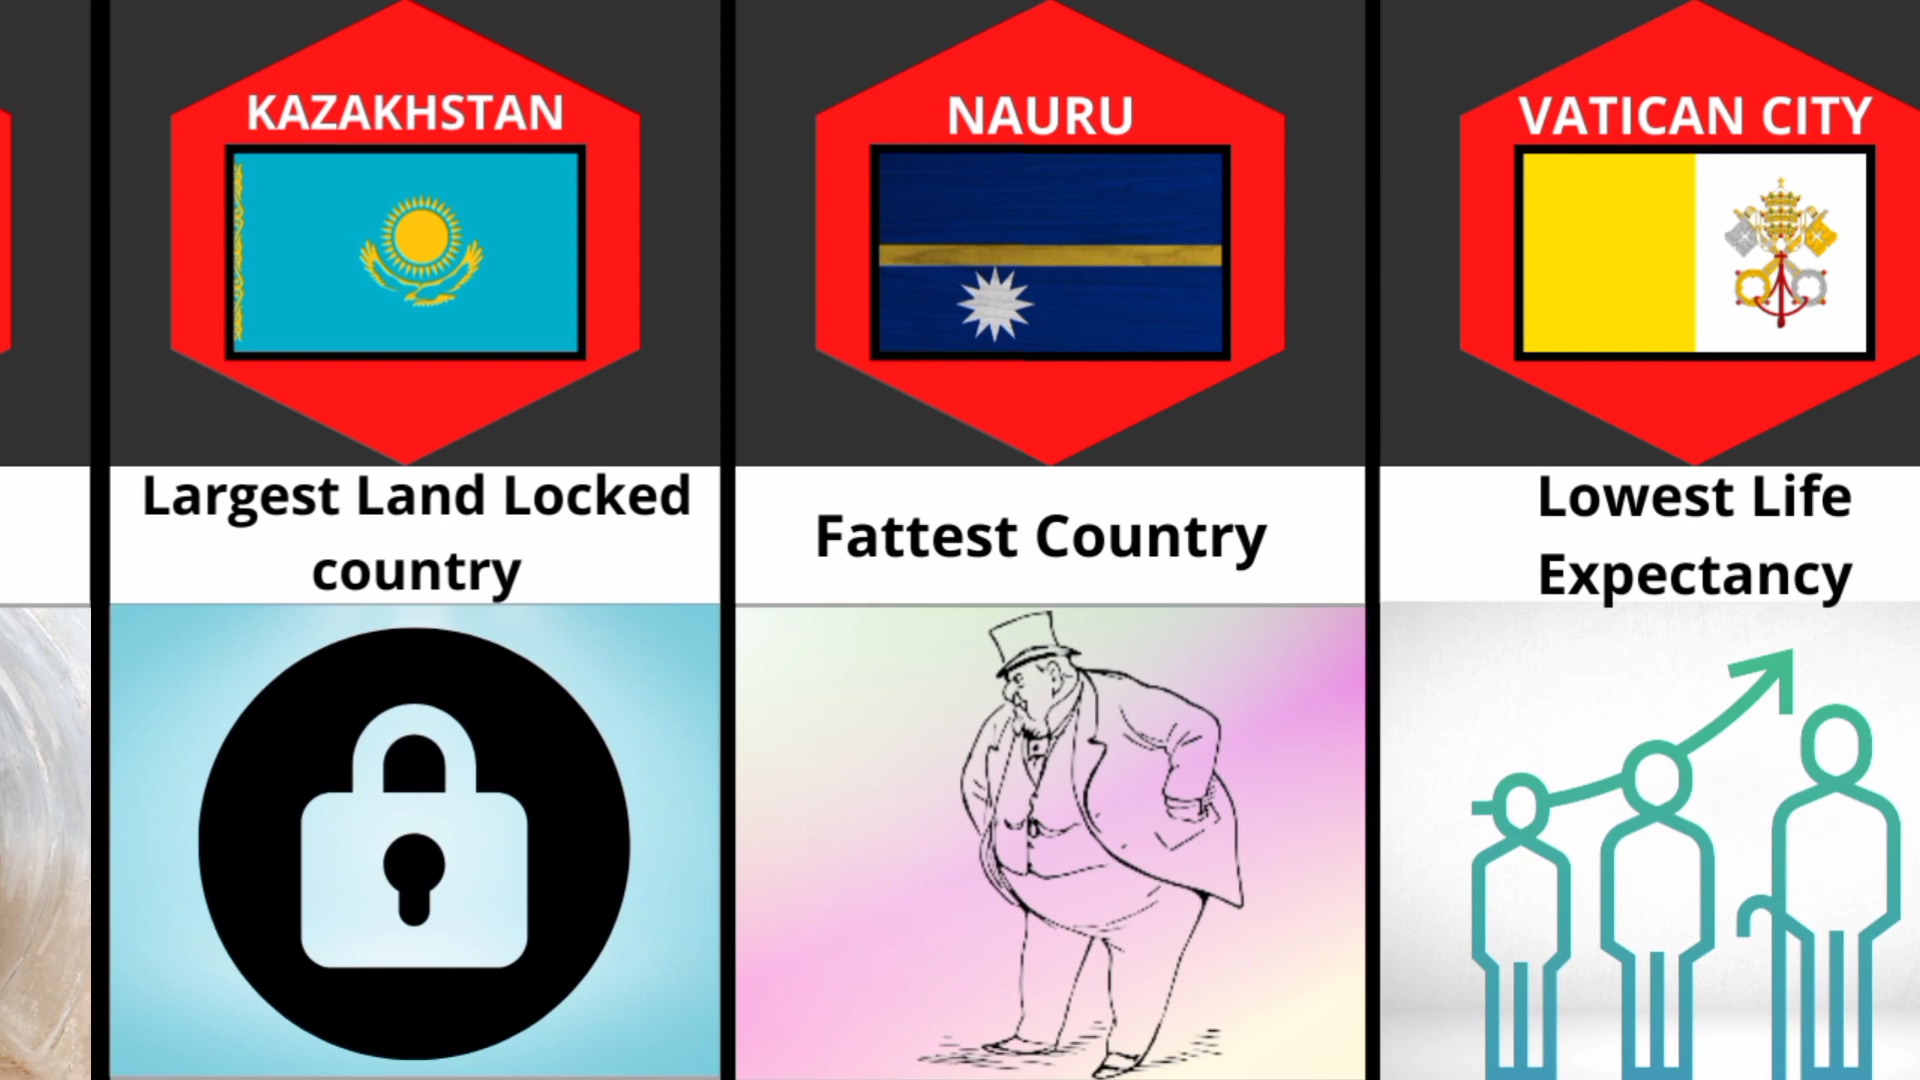 KAZAKHSTAN
Largest Land Locked
country
NAURU
Fattest Country
VATICAN CITY
Lowest Life
Expectancy